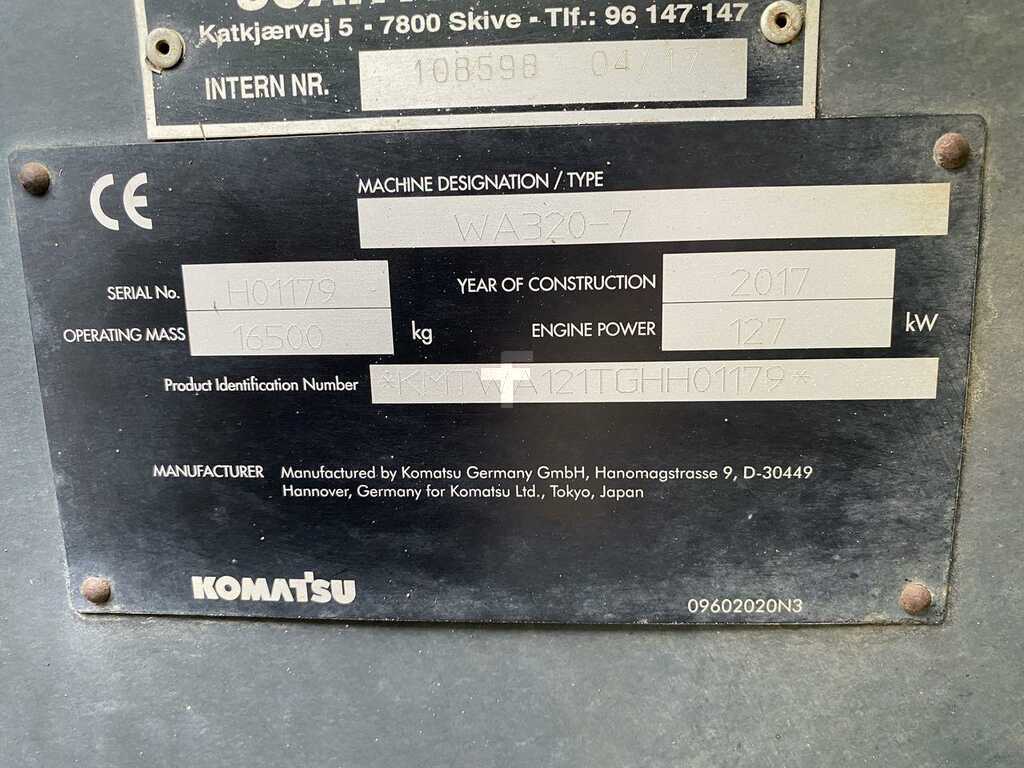 Katkjærvej 5 - 7800 Skive - Tlf.: 96 147 147
INTERN NR. 108598 04/17
CE
MACHINE DESIGNATION / TYPE
WA320-7
SERIAL No. H01179 YEAR OF CONSTRUCTION 2017
OPERATING MASS 16500 kg ENGINE POWER 127 kW
Product Identification Number *KMTWA121TGHH01179*
MANUFACTURER Manufactured by Komatsu Germany GmbH, Hanomagstrasse 9, D-30449
Hannover, Germany for Komatsu Ltd., Tokyo, Japan
KOMATSU
09602020N3